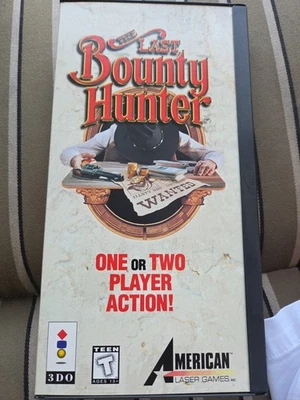 THE LAST
Bounty
Hunter
WANTED
ONE OR TWO
PLAYER
ACTION!
3DO
TEEN
T
AGES 13+
AMERICAN
LASER GAMES